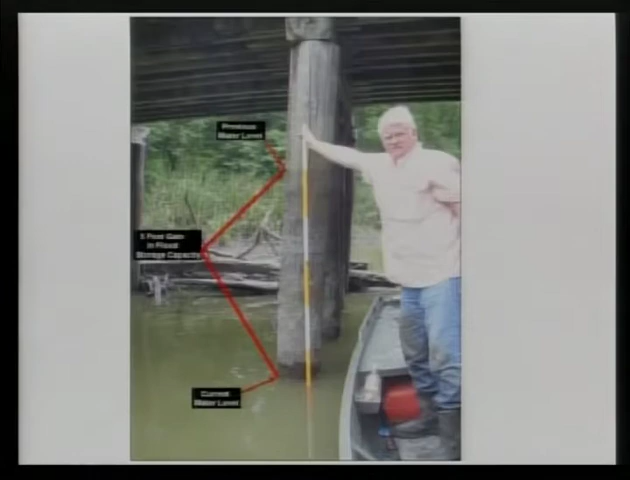 Previous
Water Level
5 Foot Gain
in Flood
Storage Capacity
Current
Water Level